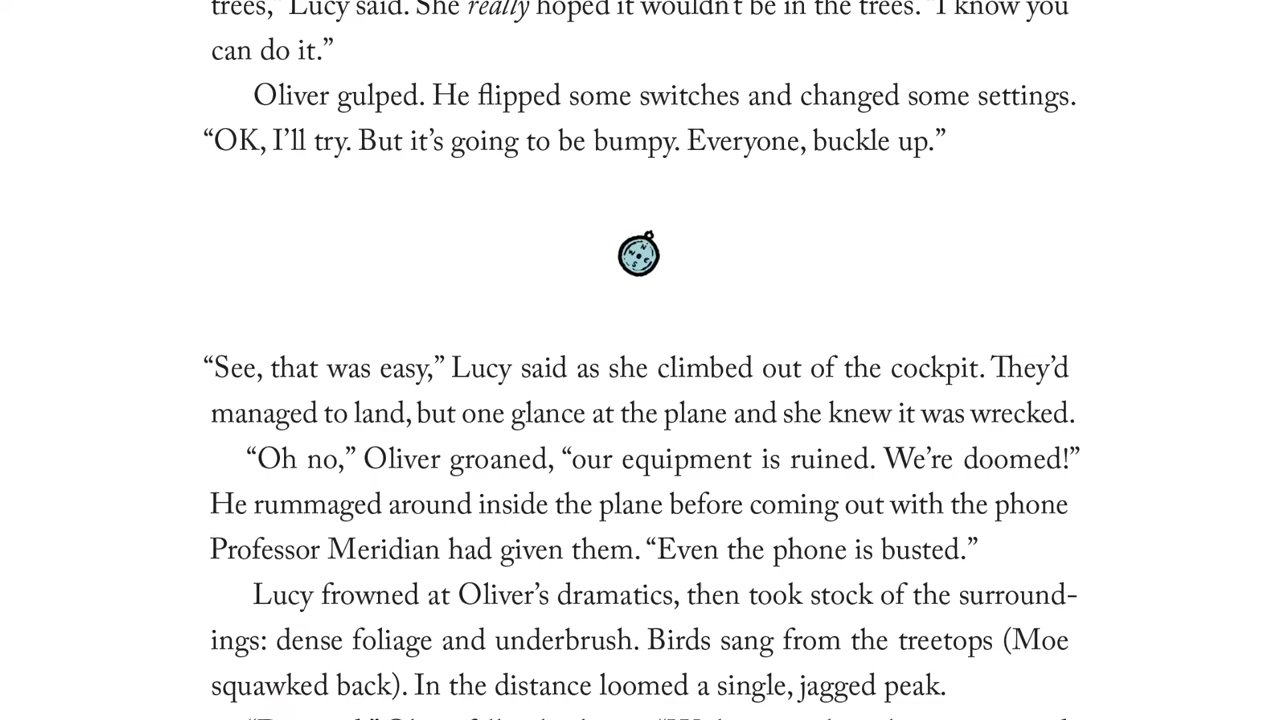 trees,” Lucy said. She really hoped it wouldn’t be in the trees. “I know you
can do it.”
Oliver gulped. He flipped some switches and changed some settings.
“OK, I’ll try. But it’s going to be bumpy. Everyone, buckle up.”
“See, that was easy,” Lucy said as she climbed out of the cockpit. They’d
managed to land, but one glance at the plane and she knew it was wrecked.
“Oh no,” Oliver groaned, “our equipment is ruined. We’re doomed!”
He rummaged around inside the plane before coming out with the phone
Professor Meridian had given them. “Even the phone is busted.”
Lucy frowned at Oliver’s dramatics, then took stock of the surround-
ings: dense foliage and underbrush. Birds sang from the treetops (Moe
squawked back). In the distance loomed a single, jagged peak.